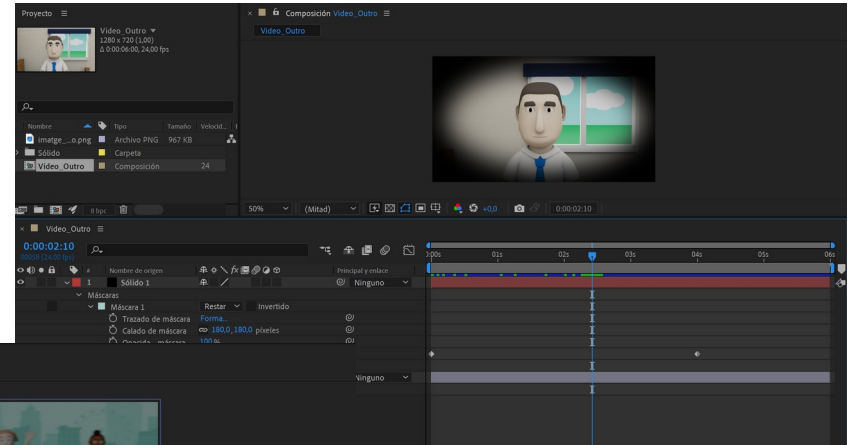 Proyecto
Composición Video_Outro
Video_Outro
1280 x 720 (1,00)
Δ 0:00:06:00, 24,00 fps
Video_Outro
Nombre Tipo Tamaño Velocid...
imatge_...o.png Archivo PNG 967 KB
Sólido Carpeta
Video_Outro Composición 24
8 bpc
50% (Mitad) +0,0 0:00:02:10
Video_Outro
0:00:02:10
00058 (24.00 fps)
# Nombre de origen Principal y enlace
00s 01s 02s 03s 04s 05s 06s
1 Sólido 1 Ninguno
Máscaras
Máscara 1 Restar Invertido
Trazado de máscara Forma...
Calado de máscara 180,0, 180,0 píxeles
Opacida máscara 100 %
Ninguno